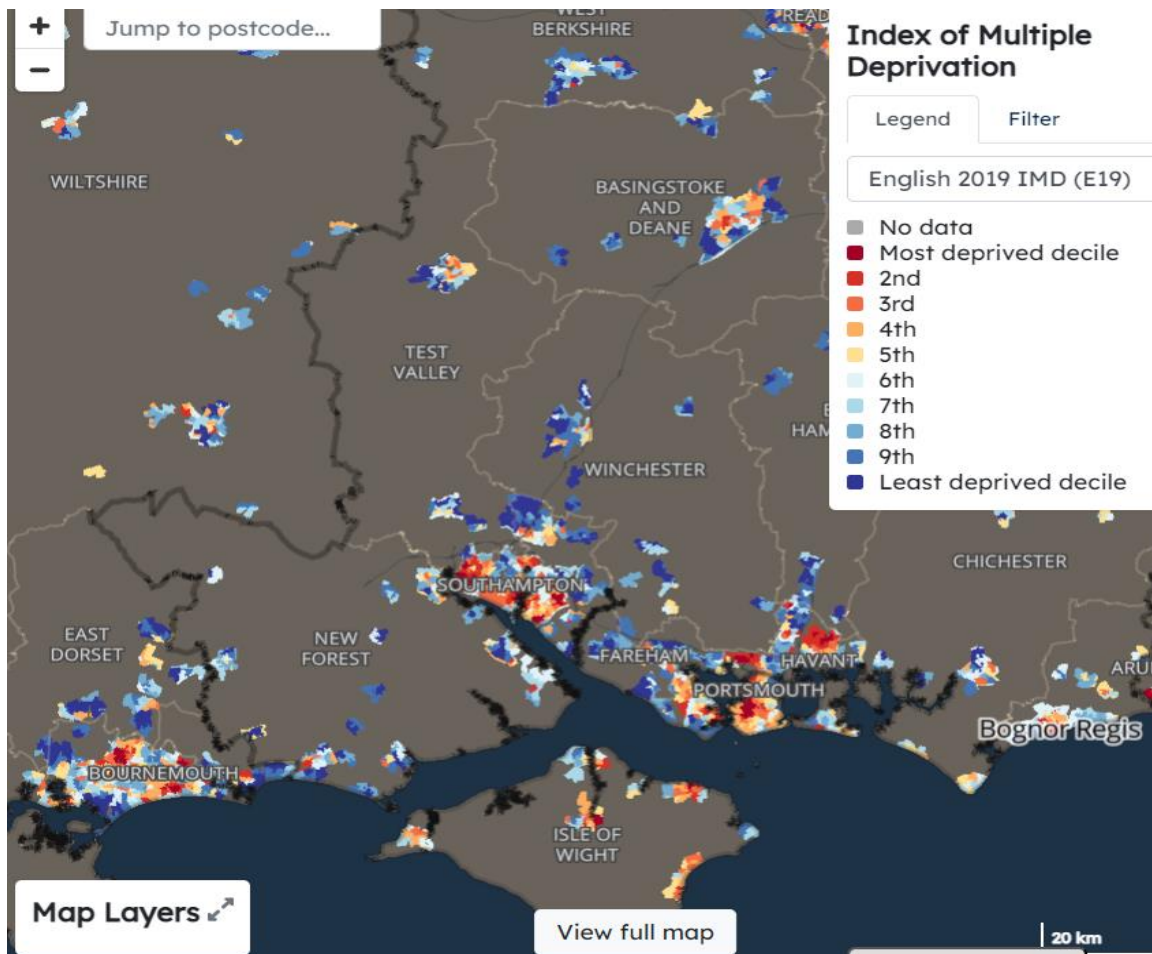 +
Jump to postcode...
−
WEST
BERKSHIRE
READ
Index of Multiple
Deprivation
Legend
Filter
English 2019 IMD (E19)
No data
Most deprived decile
2nd
3rd
4th
5th
6th
7th
8th
9th
Least deprived decile
WILTSHIRE
BASINGSTOKE
AND
DEANE
TEST
VALLEY
HAM
WINCHESTER
CHICHESTER
SOUTHAMPTON
EAST
DORSET
NEW
FOREST
FAREHAM
HAVANT
ARU
PORTSMOUTH
Bognor Regis
BOURNEMOUTH
ISLE OF
WIGHT
Map Layers
View full map
20 km